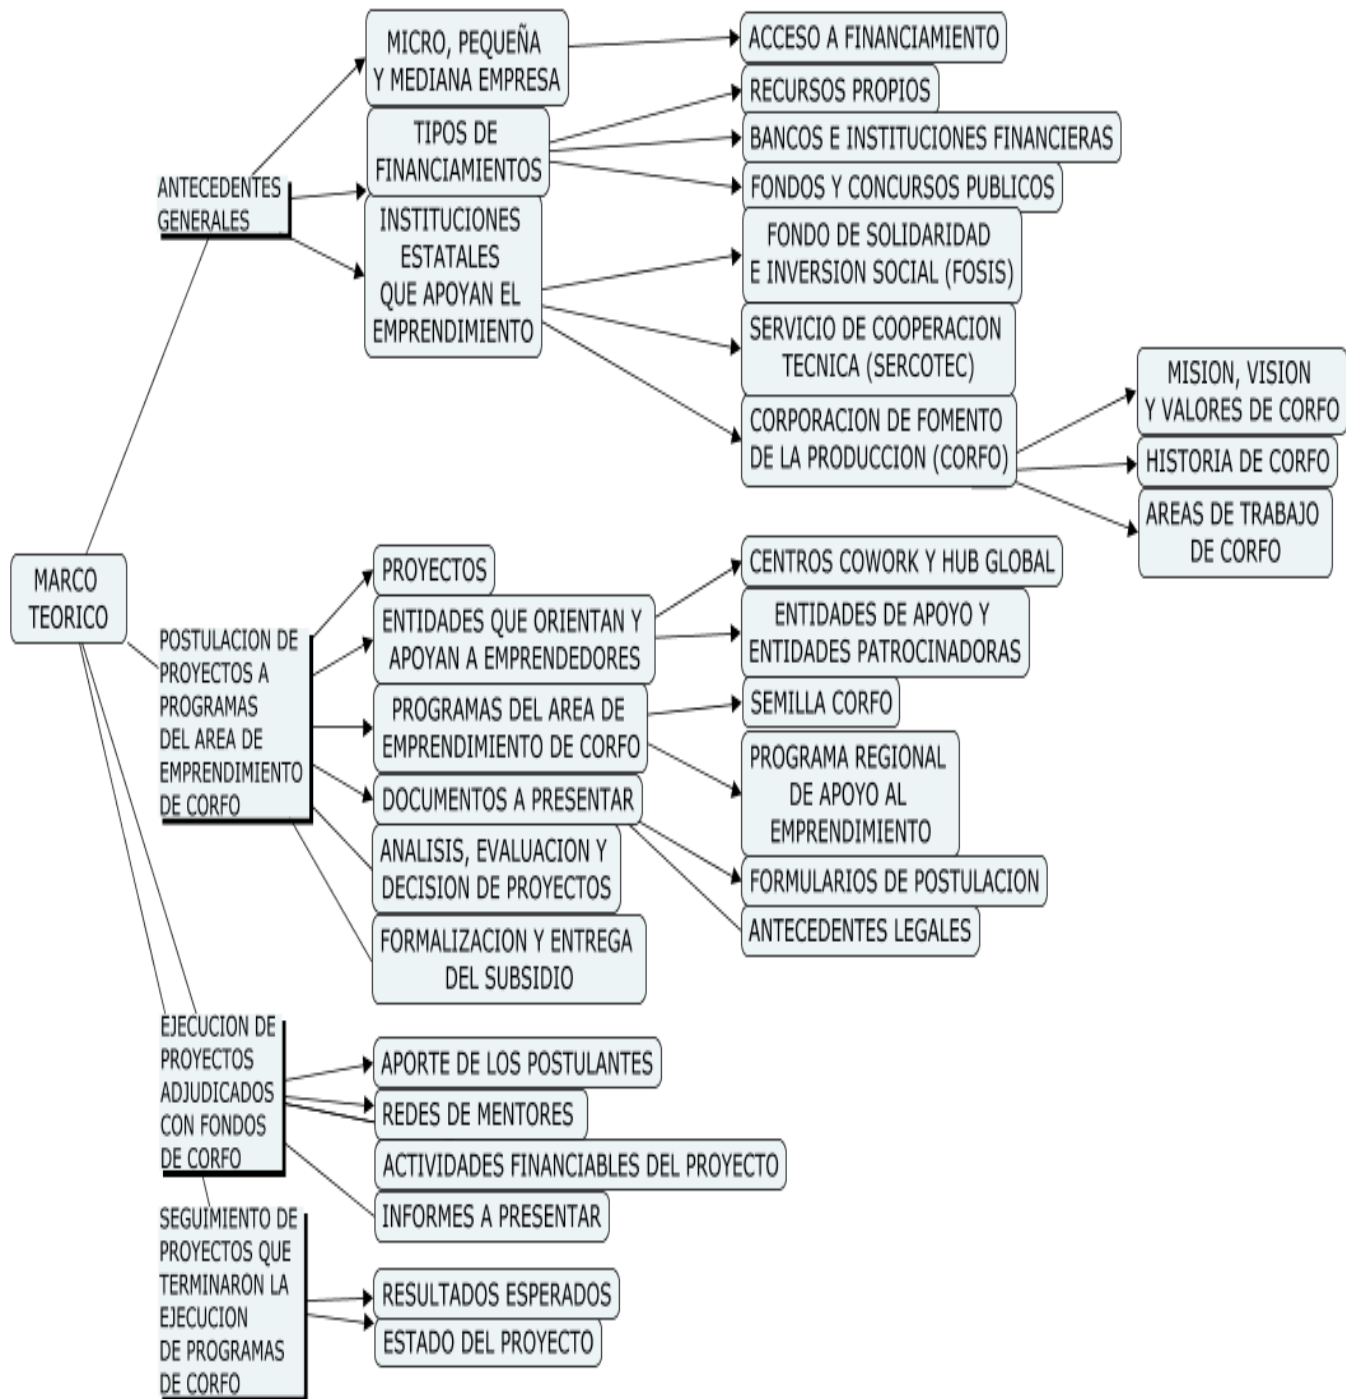 MICRO, PEQUEÑA
Y MEDIANA EMPRESA
ACCESO A FINANCIAMIENTO
TIPOS DE
FINANCIAMIENTOS
RECURSOS PROPIOS
BANCOS E INSTITUCIONES FINANCIERAS
FONDOS Y CONCURSOS PUBLICOS
ANTECEDENTES
GENERALES
INSTITUCIONES
ESTATALES
QUE APOYAN EL
EMPRENDIMIENTO
FONDO DE SOLIDARIDAD
E INVERSION SOCIAL (FOSIS)
SERVICIO DE COOPERACION
TECNICA (SERCOTEC)
CORPORACION DE FOMENTO
DE LA PRODUCCION (CORFO)
MISION, VISION
Y VALORES DE CORFO
HISTORIA DE CORFO
AREAS DE TRABAJO
DE CORFO
MARCO
TEORICO
POSTULACION DE
PROYECTOS A
PROGRAMAS
DEL AREA DE
EMPRENDIMIENTO
DE CORFO
PROYECTOS
ENTIDADES QUE ORIENTAN Y
APOYAN A EMPRENDEDORES
CENTROS COWORK Y HUB GLOBAL
ENTIDADES DE APOYO Y
ENTIDADES PATROCINADORAS
PROGRAMAS DEL AREA DE
EMPRENDIMIENTO DE CORFO
SEMILLA CORFO
PROGRAMA REGIONAL
DE APOYO AL
EMPRENDIMIENTO
DOCUMENTOS A PRESENTAR
FORMULARIOS DE POSTULACION
ANTECEDENTES LEGALES
ANALISIS, EVALUACION Y
DECISION DE PROYECTOS
FORMALIZACION Y ENTREGA
DEL SUBSIDIO
EJECUCION DE
PROYECTOS
ADJUDICADOS
CON FONDOS
DE CORFO
APORTE DE LOS POSTULANTES
REDES DE MENTORES
ACTIVIDADES FINANCIABLES DEL PROYECTO
INFORMES A PRESENTAR
SEGUIMIENTO DE
PROYECTOS QUE
TERMINARON LA
EJECUCION
DE PROGRAMAS
DE CORFO
RESULTADOS ESPERADOS
ESTADO DEL PROYECTO